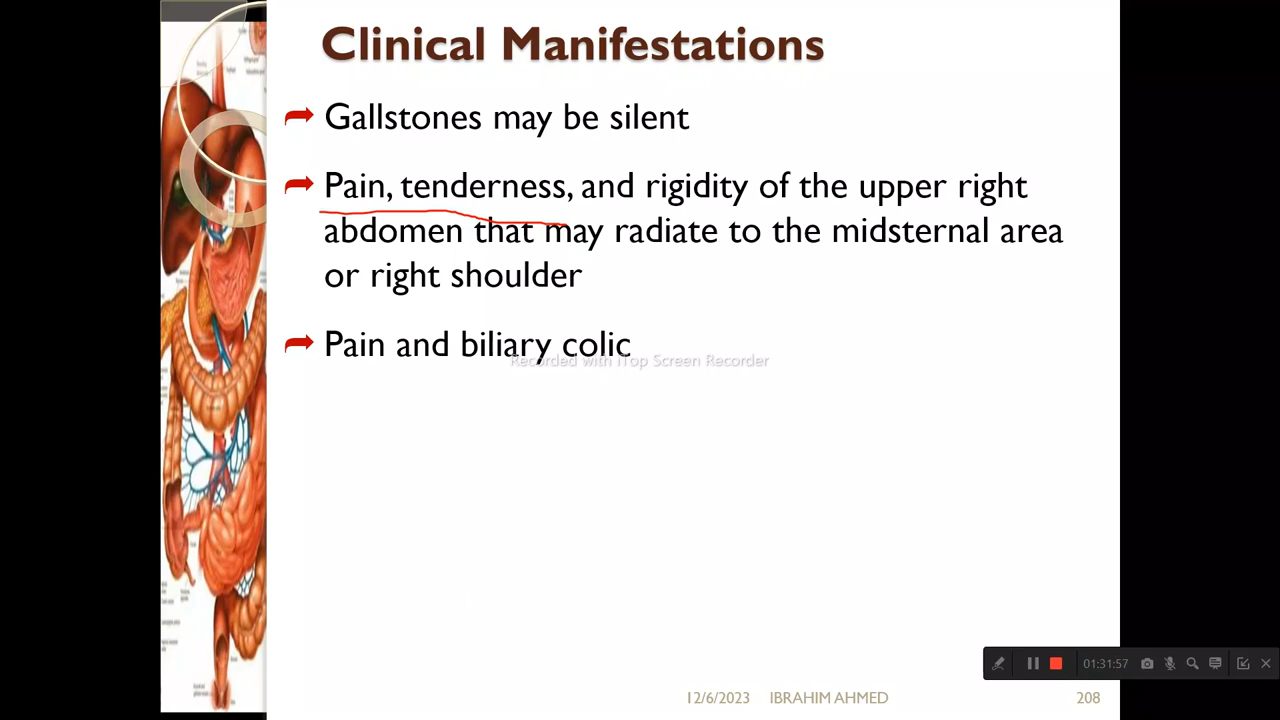 Clinical Manifestations
Gallstones may be silent
Pain, tenderness, and rigidity of the upper right
abdomen that may radiate to the midsternal area
or right shoulder
Pain and biliary colic
Recorded with iTop Screen Recorder
01:31:57
12/6/2023 IBRAHIM AHMED 208